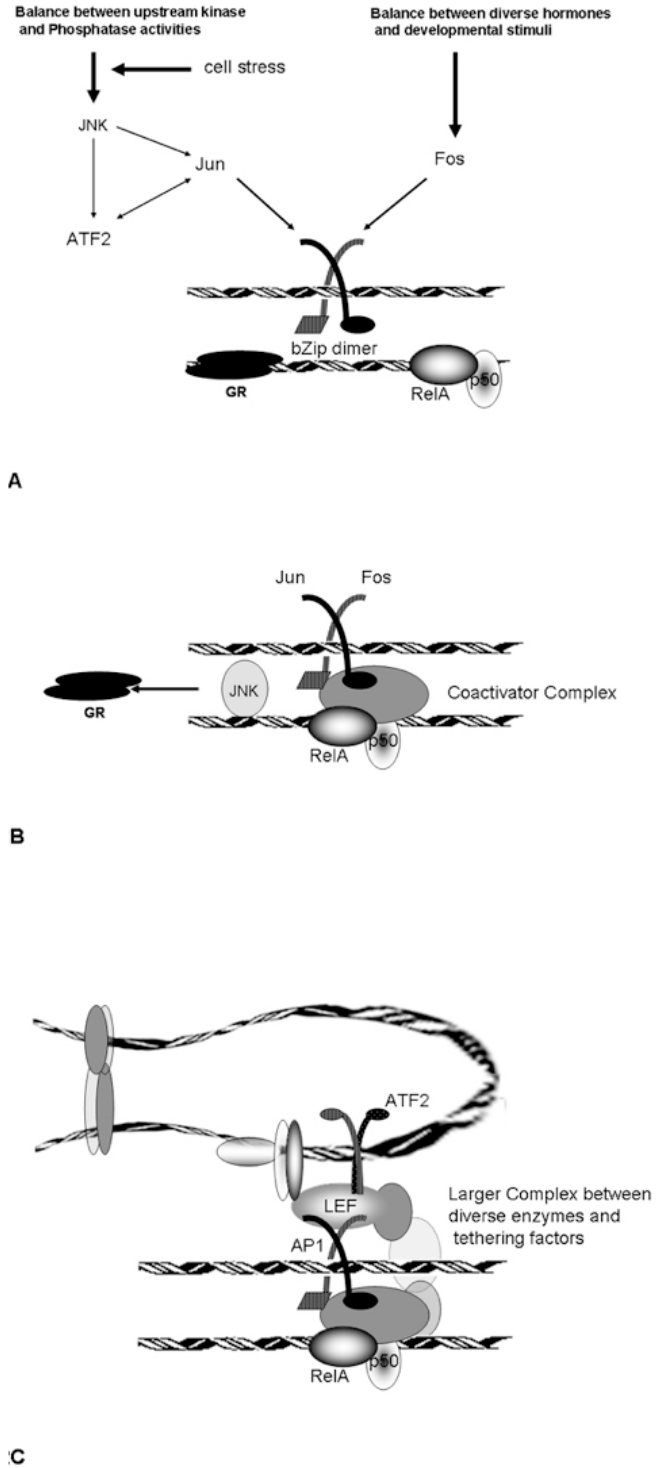 Balance between upstream kinase
and Phosphatase activities
Balance between diverse hormones
and developmental stimuli
cell stress
JNK
Jun
Fos
ATF2
bZip dimer
GR
RelA
p50
A
Jun
Fos
JNK
GR
Coactivator Complex
RelA
p50
B
ATF2
LEF
Larger Complex between
diverse enzymes and
tethering factors
AP1
RelA
p50
C